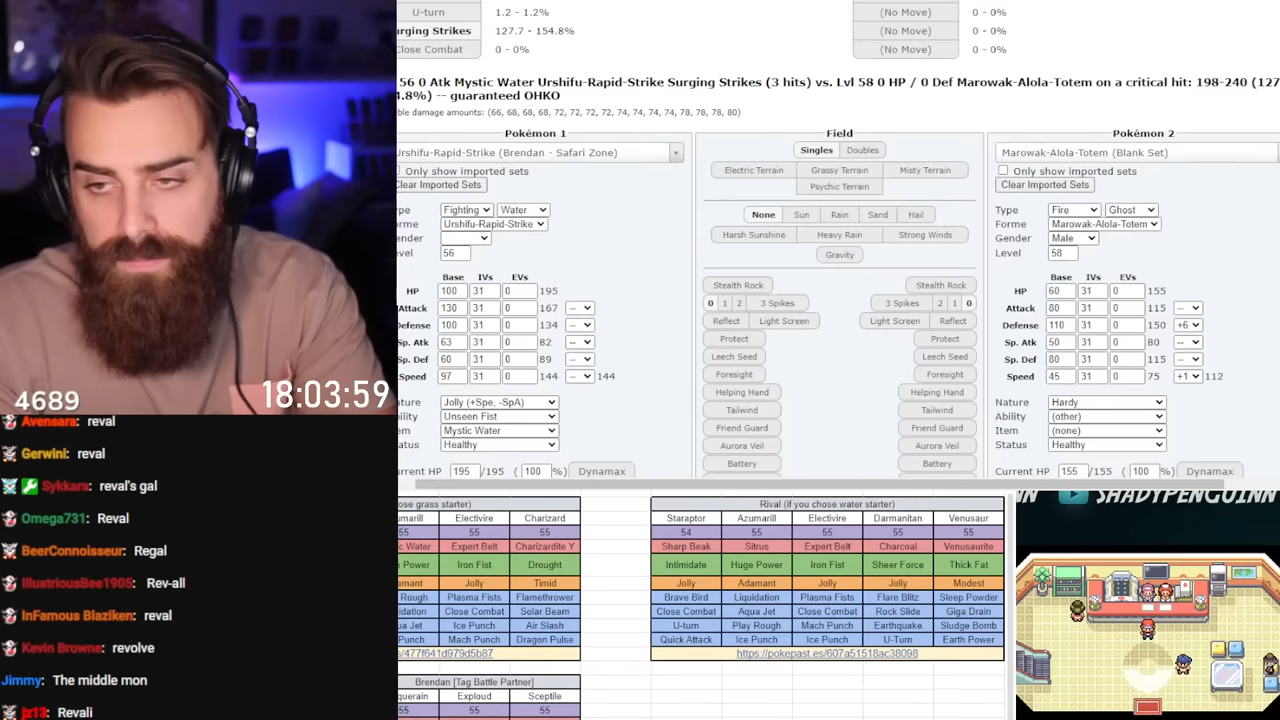 U-turn 1.2 - 1.2% (No Move) 0 - 0%
rging Strikes 127.7 - 154.8% (No Move) 0 - 0%
Close Combat 0 - 0% (No Move) 0 - 0%
56 0 Atk Mystic Water Urshifu-Rapid-Strike Surging Strikes (3 hits) vs. Lvl 58 0 HP / 0 Def Marowak-Alola-Totem on a critical hit: 198-240 (127
4.8%) -- guaranteed OHKO
ble damage amounts: (66, 68, 68, 68, 72, 72, 72, 72, 74, 74, 74, 74, 78, 78, 78, 80)
Pokémon 1
Urshifu-Rapid-Strike (Brendan - Safari Zone)
Only show imported sets
Clear Imported Sets
ype Fighting Water
orme Urshifu-Rapid-Strike
ender
evel 56
Base IVs EVs
HP 100 31 0 195
Attack 130 31 0 167 --
Defense 100 31 0 134 --
Sp. Atk 63 31 0 82 --
Sp. Def 60 31 0 89 --
Speed 97 31 0 144 -- 144
ature Jolly (+Spe, -SpA)
bility Unseen Fist
em Mystic Water
tatus Healthy
urrent HP 195 /195 ( 100 %) Dynamax
Field
Singles Doubles
Electric Terrain Grassy Terrain Misty Terrain
Psychic Terrain
None Sun Rain Sand Hail
Harsh Sunshine Heavy Rain Strong Winds
Gravity
Stealth Rock Stealth Rock
0 1 2 3 Spikes 3 Spikes 2 1 0
Reflect Light Screen Light Screen Reflect
Protect Protect
Leech Seed Leech Seed
Foresight Foresight
Helping Hand Helping Hand
Tailwind Tailwind
Friend Guard Friend Guard
Aurora Veil Aurora Veil
Battery Battery
Pokémon 2
Marowak-Alola-Totem (Blank Set)
Only show imported sets
Clear Imported Sets
Type Fire Ghost
Forme Marowak-Alola-Totem
Gender Male
Level 58
Base IVs EVs
HP 60 31 0 155
Attack 80 31 0 115 --
Defense 110 31 0 150 +6
Sp. Atk 50 31 0 80 --
Sp. Def 80 31 0 115 --
Speed 45 31 0 75 +1 112
Nature Hardy
Ability (other)
Item (none)
Status Healthy
Current HP 155 /155 ( 100 %) Dynamax
4689
18:03:59
Avensara: reval
Gerwini: reval
Sykkara: reval's gal
Omega731: Reval
BeerConnoisseur: Regal
IllustriousBee1905: Rev-all
InFamous Blaziken: reval
Kevin Browne: revolve
Jimmy: The middle mon
jz13: Revali
ose grass starter)
umarill Electivire Charizard
55 55 55
ic Water Expert Belt Charizardite Y
e Power Iron Fist Drought
amant Jolly Timid
Rough Plasma Fists Flamethrower
idation Close Combat Solar Beam
ua Jet Ice Punch Air Slash
Punch Mach Punch Dragon Pulse
s/477f641d979d5b87
Brendan [Tag Battle Partner]
querain Exploud Sceptile
55 55 55
Rival (if you chose water starter)
Staraptor Azumarill Electivire Darmanitan Venusaur
54 55 55 55 55
Sharp Beak Sitrus Expert Belt Charcoal Venusaurite
Intimidate Huge Power Iron Fist Sheer Force Thick Fat
Jolly Adamant Jolly Jolly Modest
Brave Bird Liquidation Plasma Fists Flare Blitz Sleep Powder
Close Combat Aqua Jet Close Combat Rock Slide Giga Drain
U-turn Play Rough Mach Punch Earthquake Sludge Bomb
Quick Attack Ice Punch Ice Punch U-Turn Earth Power
https://pokepast.es/607a51518ac38098
IN SHADYPENGUINN